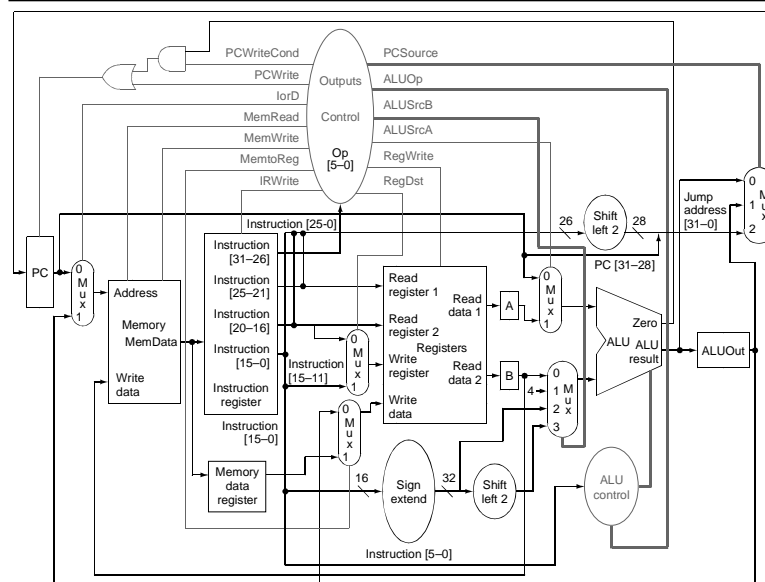 PCWriteCond
PCSource
PCWrite
ALUOp
Outputs
IorD
ALUSrcB
MemRead
Control
ALUSrcA
MemWrite
RegWrite
MemtoReg
Op
[5–0]
IRWrite
RegDst
Instruction [25-0]
26
Shift
left 2
28
Jump
address
[31–0]
0
1
2
M
u
x
PC [31–28]
PC
0
M
u
x
1
Address
Memory
MemData
Write
data
Instruction
[31–26]
Instruction
[25–21]
Instruction
[20–16]
Instruction
[15–0]
Instruction
register
Instruction
[15–11]
Instruction
[15–0]
0
M
u
x
1
0
M
u
x
1
Read
register 1
Read
register 2
Registers
Write
register
Write
data
Read
data 1
Read
data 2
A
B
4
0
M
u
x
1
0
1
2
3
M
u
x
Zero
ALU
ALU
result
ALUOut
Memory
data
register
16
Sign
extend
32
Shift
left 2
ALU
control
Instruction [5–0]